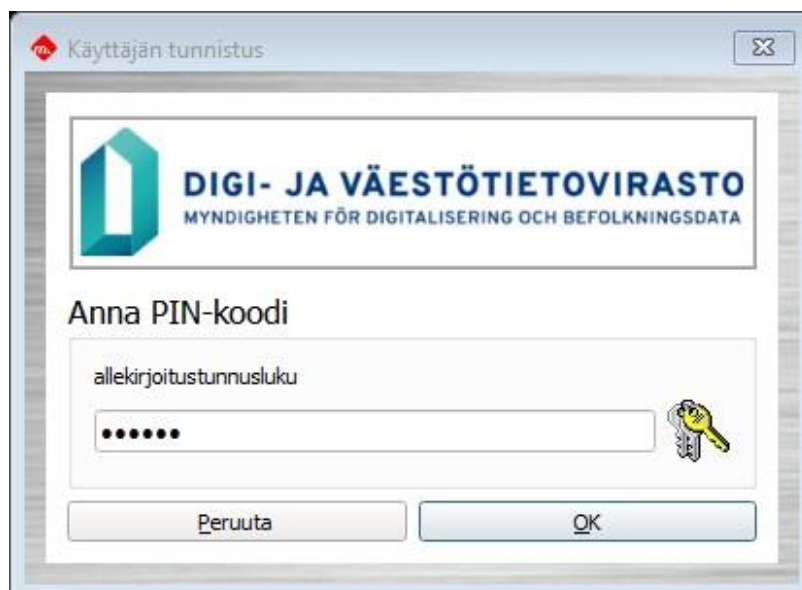 Käyttäjän tunnistus
DIGI- JA VÄESTÖTIETOVIRASTO
MYNDIGHETEN FÖR DIGITALISERING OCH BEFOLKNINGSDATA
Anna PIN-koodi
allekirjoitustunnusluku
••••••
Peruuta
OK